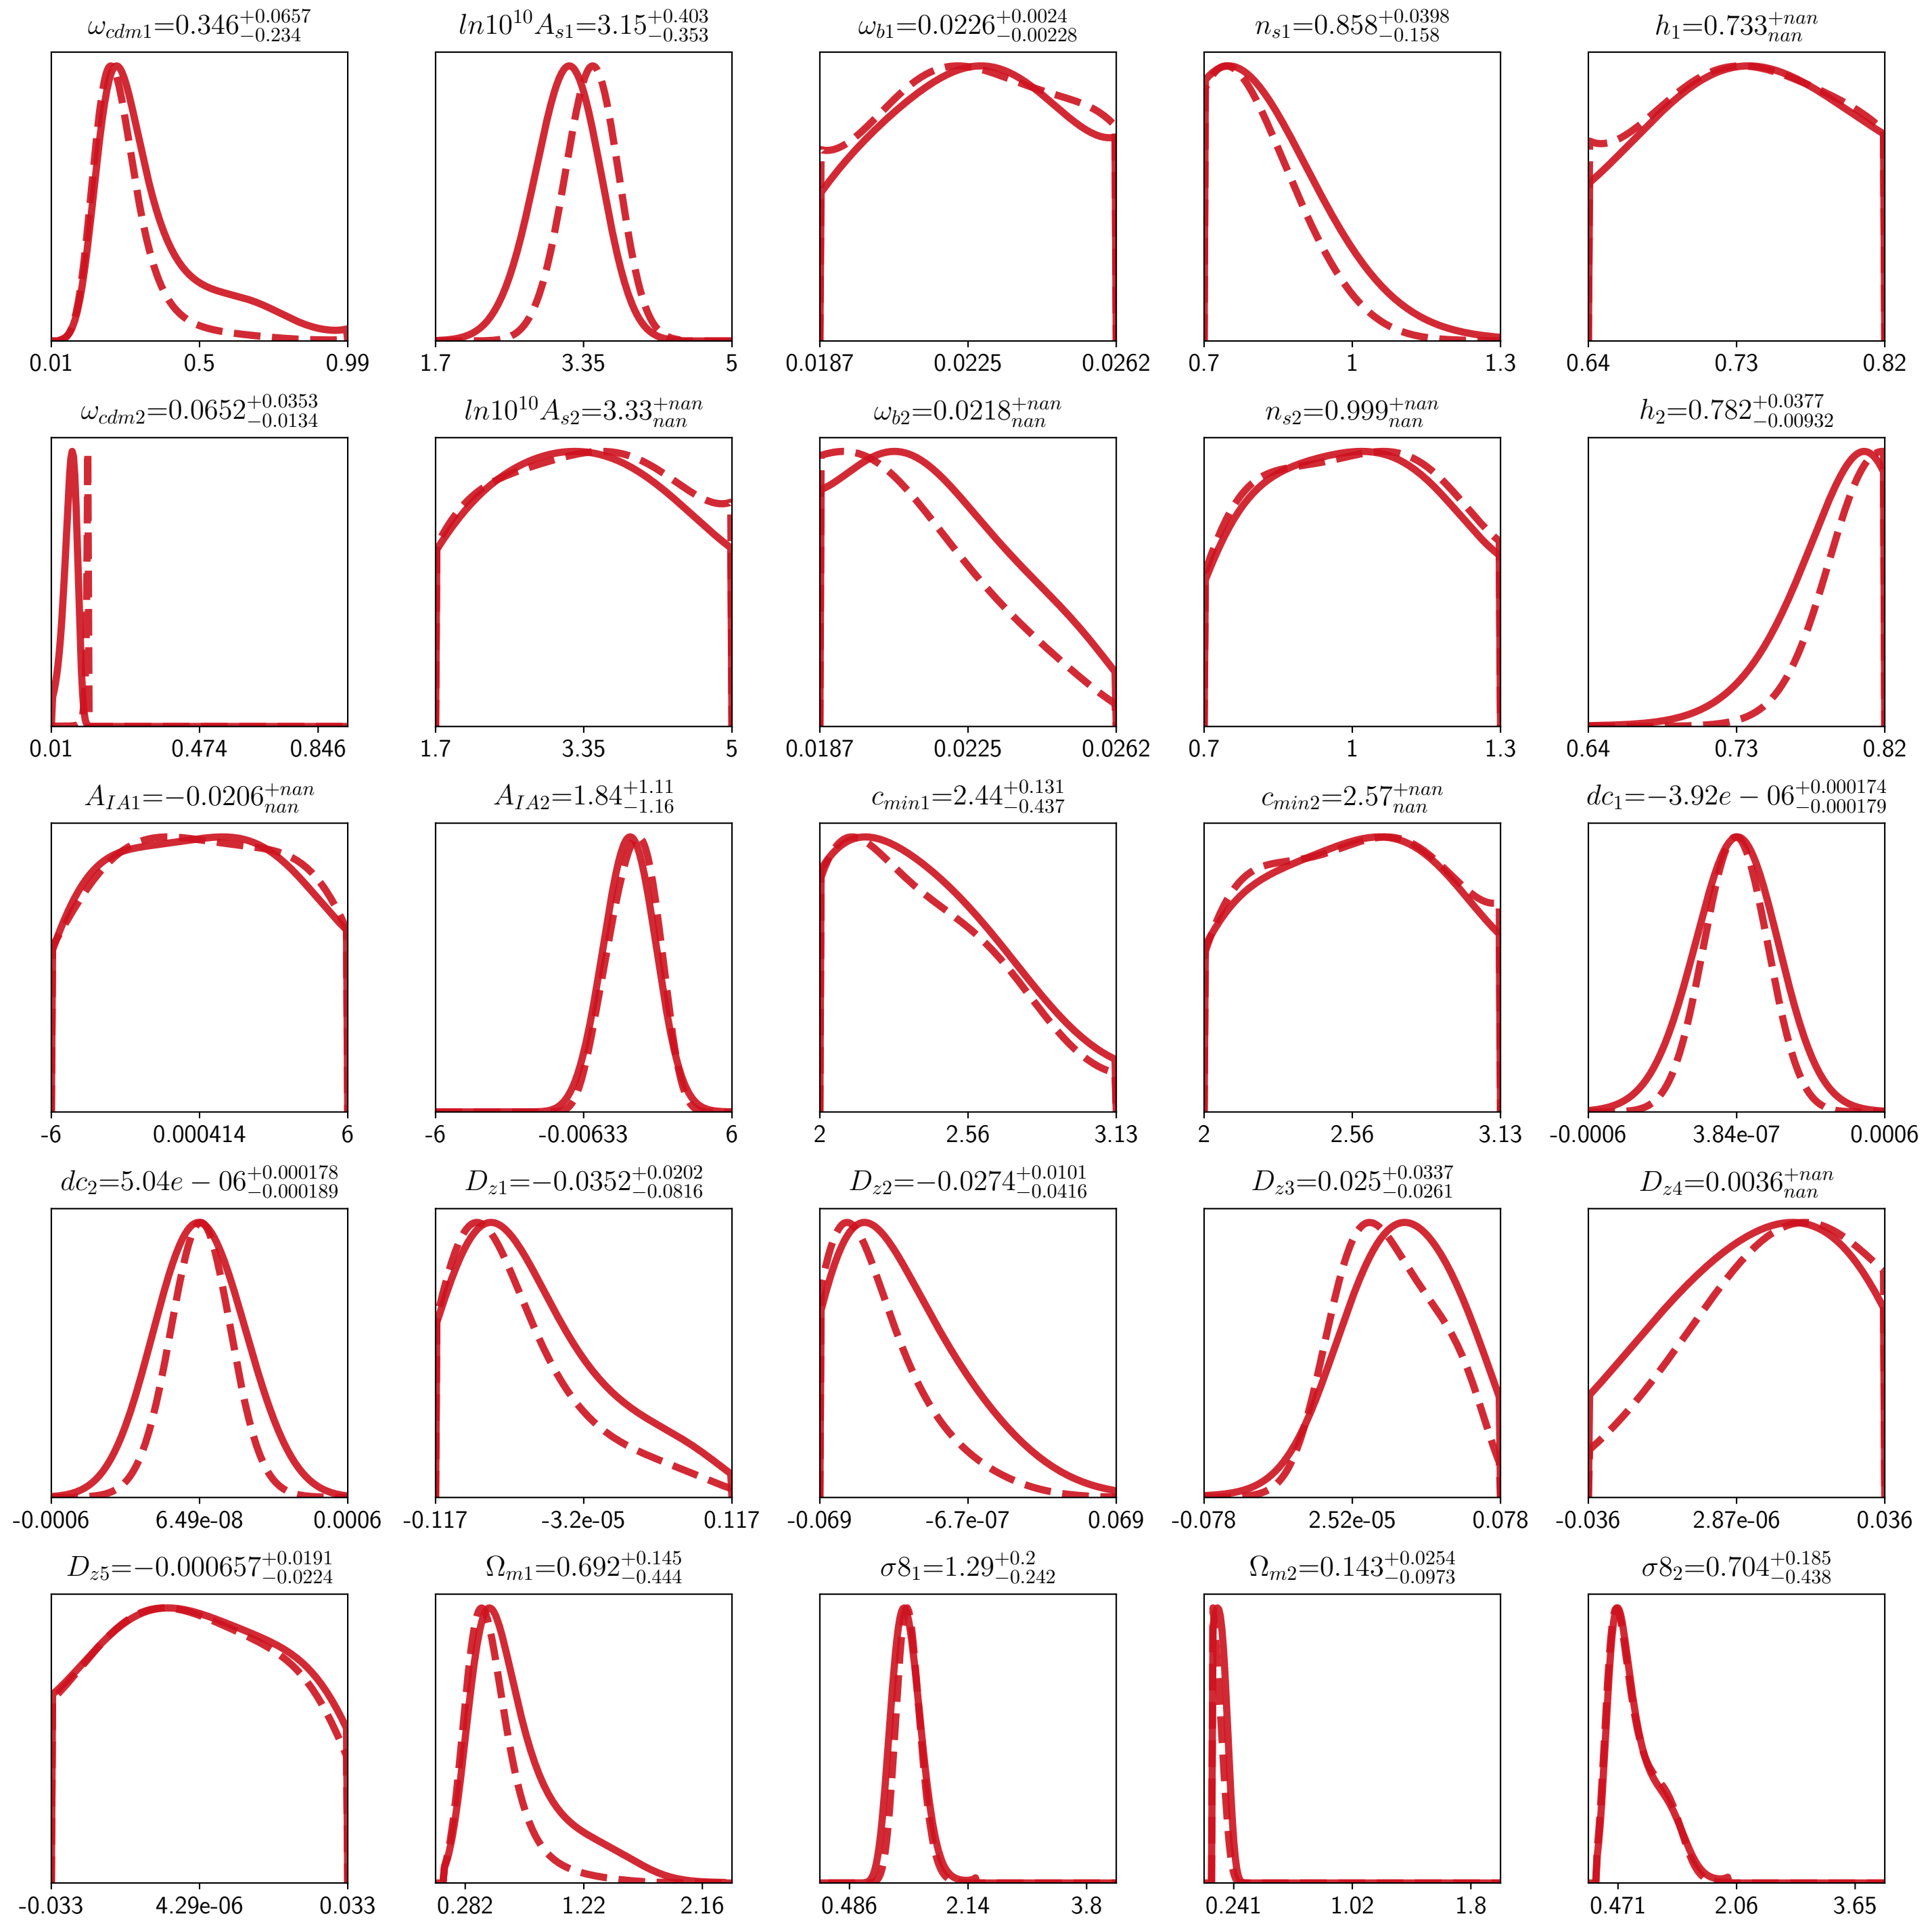 ω_{cdm1}=0.346^{+0.0657}_{-0.234} ln10^{10}A_{s1}=3.15^{+0.403}_{-0.353} ω_{b1}=0.0226^{+0.0024}_{-0.00228} n_{s1}=0.858^{+0.0398}_{-0.158} h_1=0.733^{+nan}_{nan}
0.01 0.5 0.99 1.7 3.35 5 0.0187 0.0225 0.0262 0.7 1 1.3 0.64 0.73 0.82
ω_{cdm2}=0.0652^{+0.0353}_{-0.0134} ln10^{10}A_{s2}=3.33^{+nan}_{nan} ω_{b2}=0.0218^{+nan}_{nan} n_{s2}=0.999^{+nan}_{nan} h_2=0.782^{+0.0377}_{-0.00932}
0.01 0.474 0.846 1.7 3.35 5 0.0187 0.0225 0.0262 0.7 1 1.3 0.64 0.73 0.82
A_{IA1}=−0.0206^{+nan}_{nan} A_{IA2}=1.84^{+1.11}_{-1.16} c_{min1}=2.44^{+0.131}_{-0.437} c_{min2}=2.57^{+nan}_{nan} dc_1=−3.92e − 06^{+0.000174}_{-0.000179}
-6 0.000414 6 -6 -0.00633 6 2 2.56 3.13 2 2.56 3.13 -0.0006 3.84e-07 0.0006
dc_2=5.04e − 06^{+0.000178}_{-0.000189} D_{z1}=−0.0352^{+0.0202}_{-0.0816} D_{z2}=−0.0274^{+0.0101}_{-0.0416} D_{z3}=0.025^{+0.0337}_{-0.0261} D_{z4}=0.0036^{+nan}_{nan}
-0.0006 6.49e-08 0.0006 -0.117 -3.2e-05 0.117 -0.069 -6.7e-07 0.069 -0.078 2.52e-05 0.078 -0.036 2.87e-06 0.036
D_{z5}=−0.000657^{+0.0191}_{-0.0224} Ω_{m1}=0.692^{+0.145}_{-0.444} σ8_1=1.29^{+0.2}_{-0.242} Ω_{m2}=0.143^{+0.0254}_{-0.0973} σ8_2=0.704^{+0.185}_{-0.438}
-0.033 4.29e-06 0.033 0.282 1.22 2.16 0.486 2.14 3.8 0.241 1.02 1.8 0.471 2.06 3.65